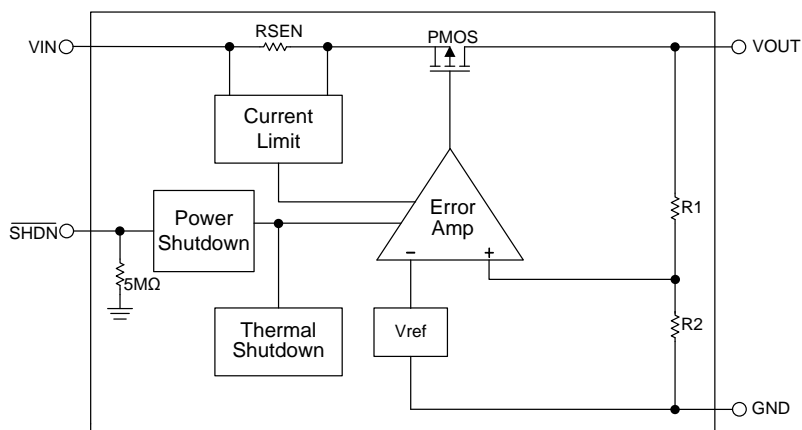 VIN
RSEN
PMOS
VOUT
Current
Limit
SHDN
Power
Shutdown
Error
Amp
R1
5MΩ
- +
Thermal
Shutdown
Vref
R2
GND